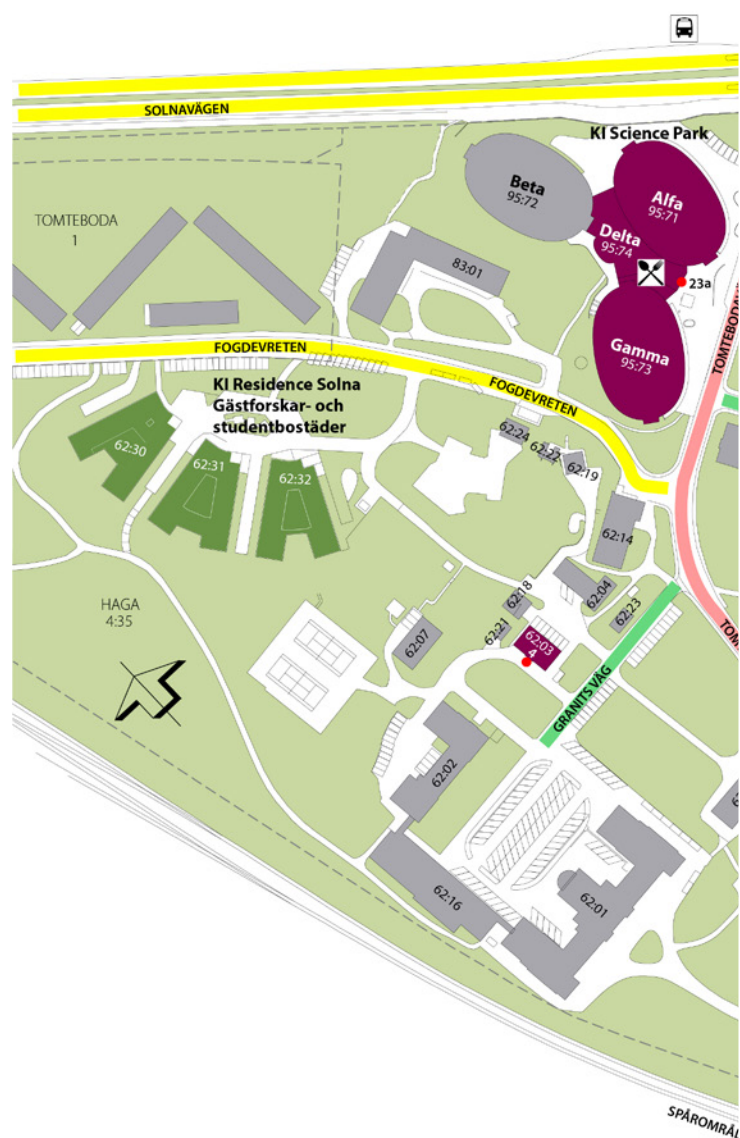 SOLNAVÄGEN
KI Science Park
Beta
95:72
Alfa
95:71
Delta
95:74
TOMTEBODA
1
83:01
23a
Gamma
95:73
FOGDEVRETEN
KI Residence Solna
Gästforskar- och
studentbostäder
FOGDEVRETEN
62:24
62:22
62:19
62:30
62:31
62:32
62:14
HAGA
4:35
62:18
62:04
62:23
62:21
62:07
62:03
4
GRANITS VÄG
62:02
62:16
62:01